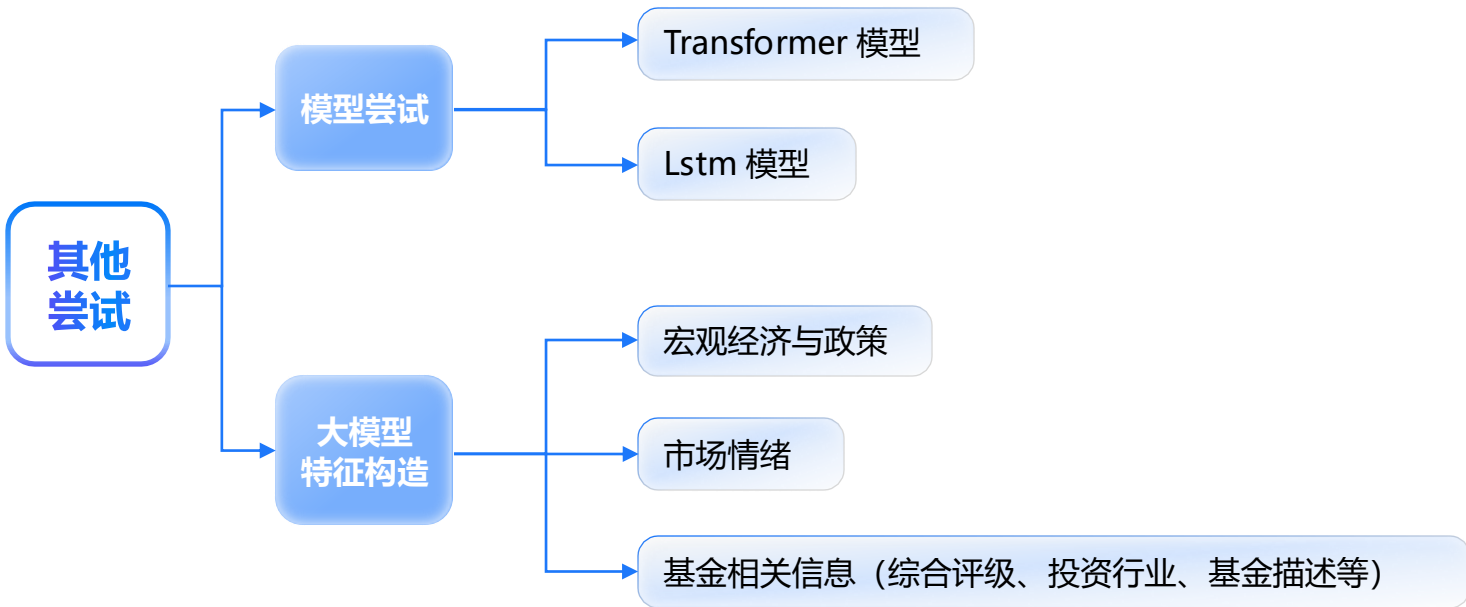 其他
尝试
模型尝试
Transformer 模型
Lstm 模型
大模型
特征构造
宏观经济与政策
市场情绪
基金相关信息（综合评级、投资行业、基金描述等）